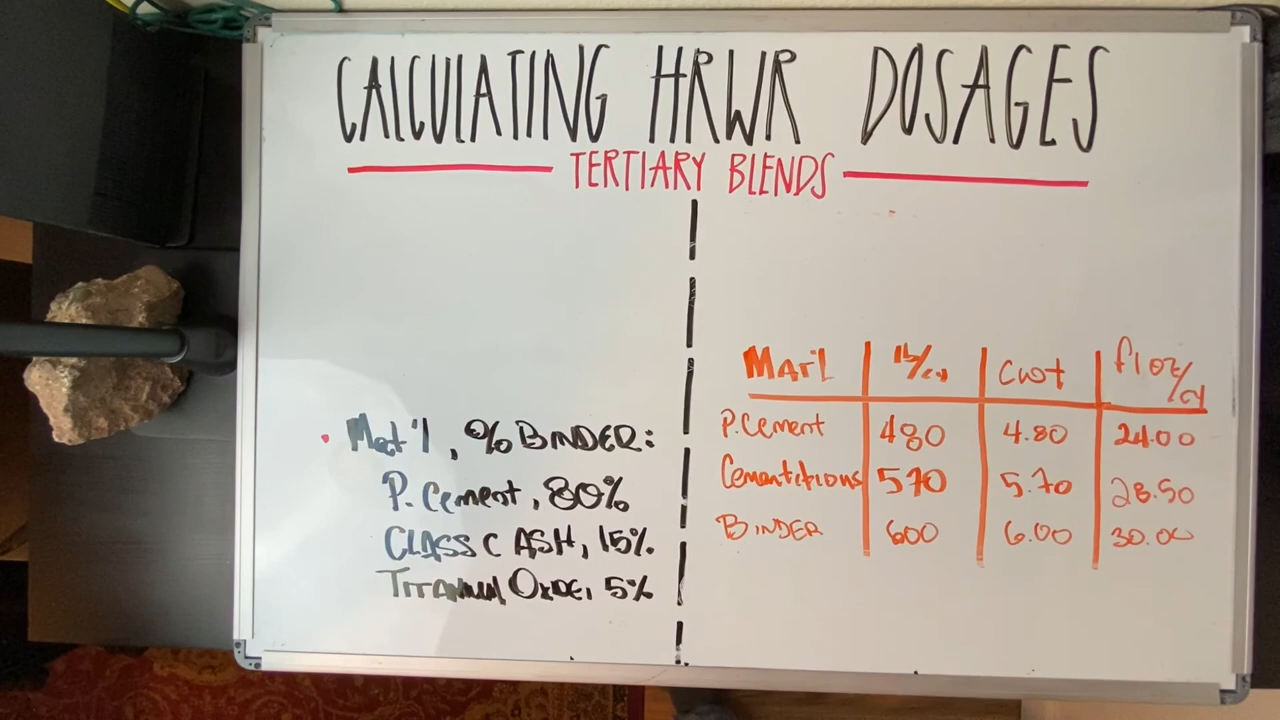 CALCULATING HRWR DOSAGES
TERTIARY BLENDS
• Mat'l, % BINDER:
P. Cement, 80%
CLASS C ASH, 15%
TITANIUM OXDE, 5%
MAT'L lb/cy cwt fl oz/cy
P.Cement 480 4.80 24.00
Cementitious 570 5.70 28.50
BINDER 600 6.00 30.00